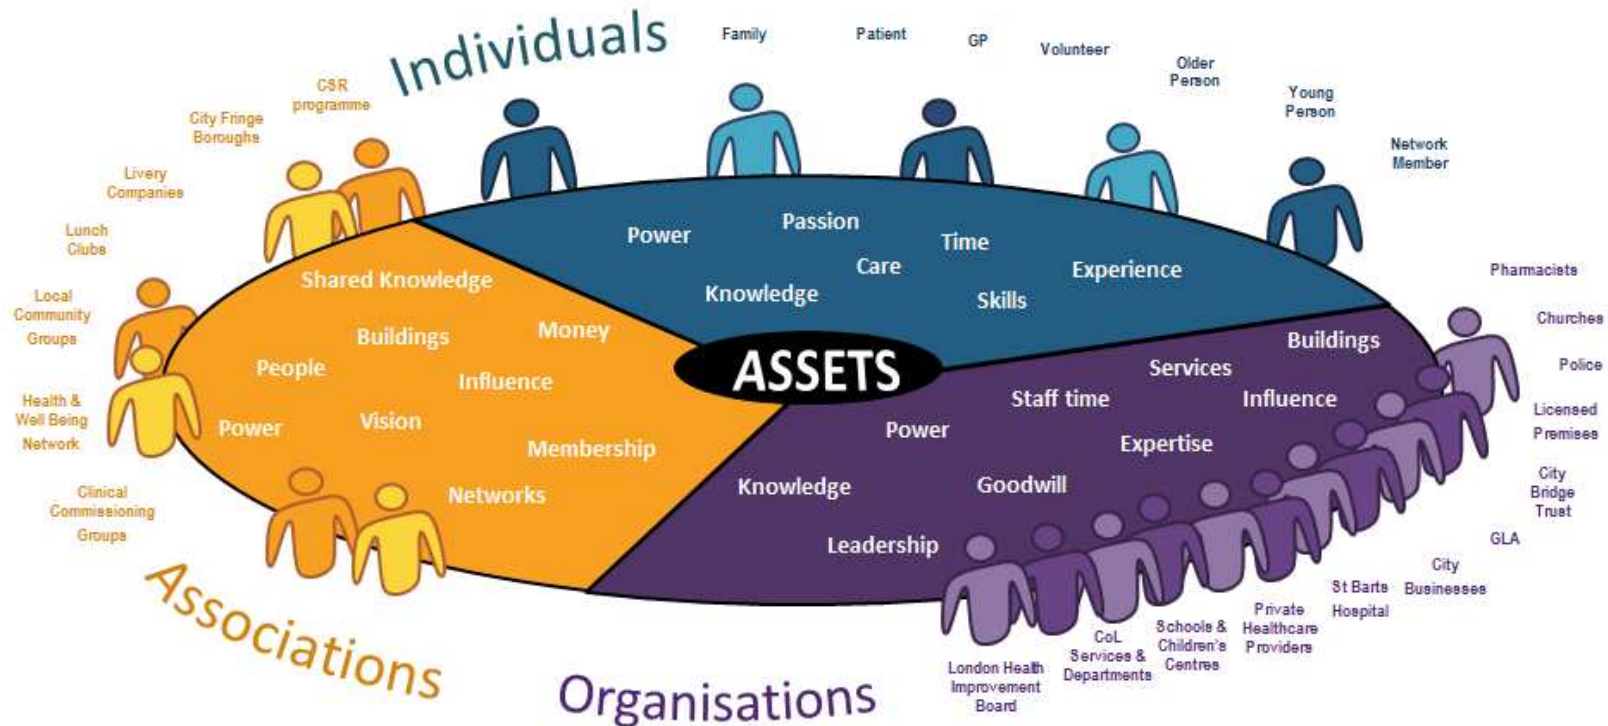 Individuals
Family
Patient
GP
Volunteer
Older
Person
Young
Person
Network
Member
CSR
programme
City Fringe
Boroughs
Livery
Companies
Lunch
Clubs
Local
Community
Groups
Health &
Well Being
Network
Clinical
Commissioning
Groups
Associations
Power
Passion
Time
Care
Experience
Knowledge
Skills
ASSETS
Shared Knowledge
Buildings
Money
People
Influence
Power
Vision
Membership
Networks
Buildings
Services
Staff time
Influence
Power
Expertise
Knowledge
Goodwill
Leadership
Pharmacists
Churches
Police
Licensed
Premises
City
Bridge
Trust
GLA
City
Businesses
St Barts
Hospital
Private
Healthcare
Providers
Schools &
Children's
Centres
CoL
Services &
Departments
London Health
Improvement
Board
Organisations